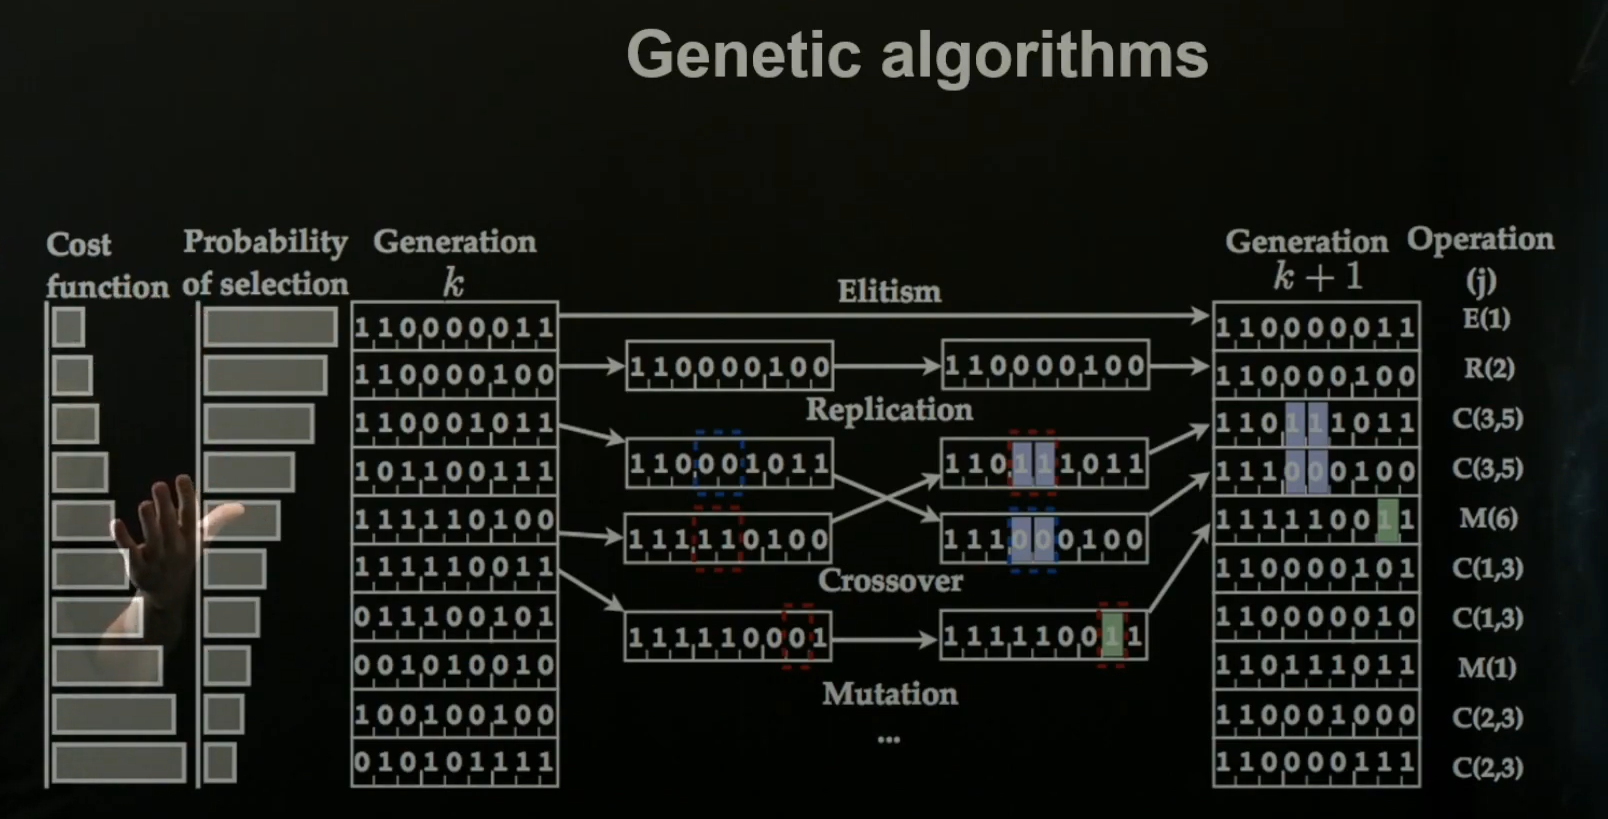 Genetic algorithms
Cost function
Probability of selection
Generation k
Elitism
Generation k + 1
Operation (j)
110000011
110000100
110001011
101100111
111110100
111110011
011100101
001010010
100100100
010101111
110000100
110000100
Replication
110001011
110111011
111110100
111000100
Crossover
111110001
111110011
Mutation
...
110000011
110000100
110111011
111000100
111110011
110000101
110000010
110111011
110001000
110000111
E(1)
R(2)
C(3,5)
C(3,5)
M(6)
C(1,3)
C(1,3)
M(1)
C(2,3)
C(2,3)